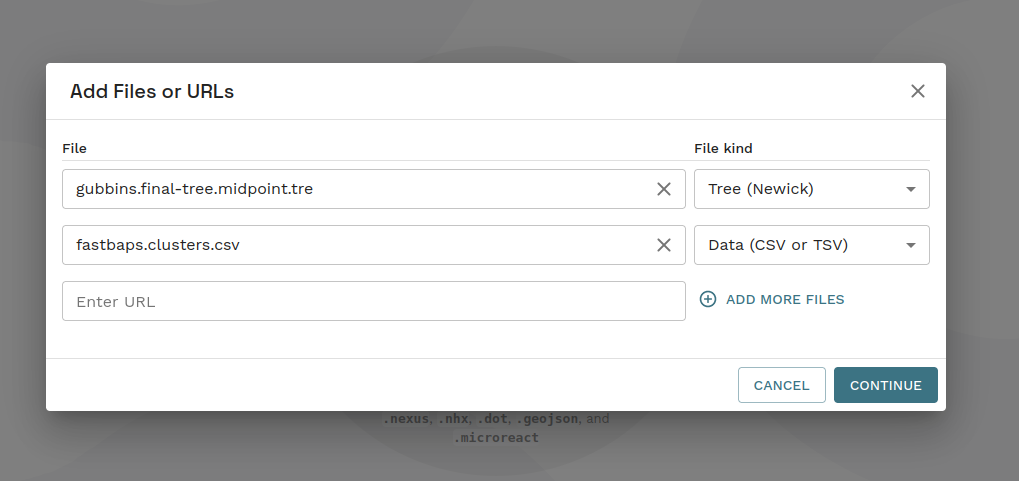 Add Files or URLs
File
File kind
gubbins.final-tree.midpoint.tre
Tree (Newick)
fastbaps.clusters.csv
Data (CSV or TSV)
Enter URL
ADD MORE FILES
CANCEL
CONTINUE
.nexus, .nhx, .dot, .geojson, and
.microreact